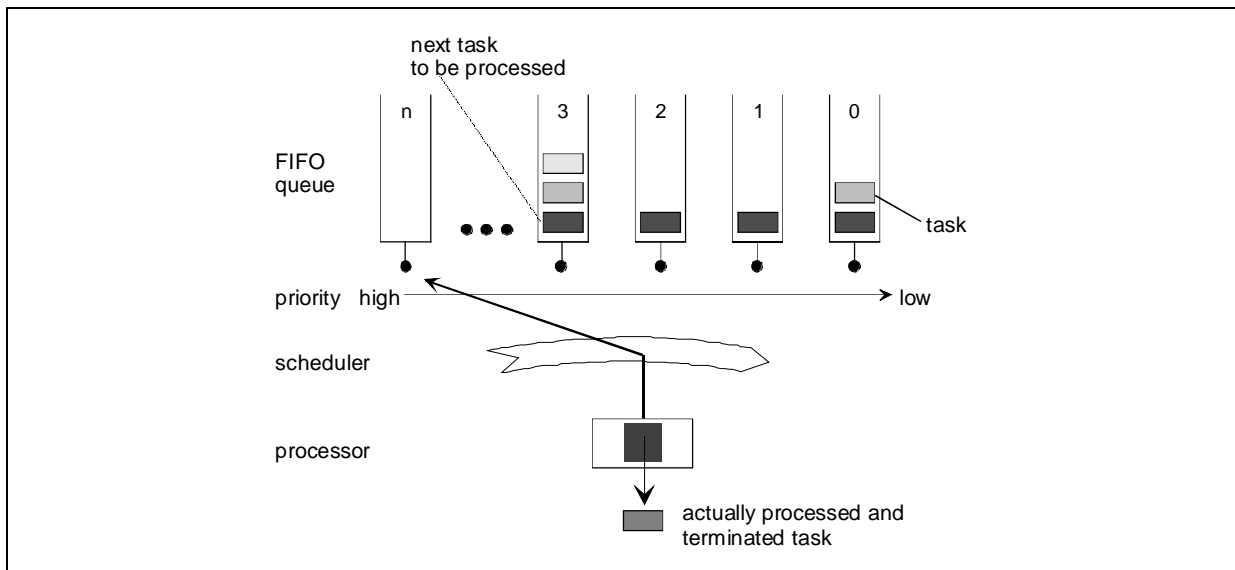 next task
to be processed
n
3
2
1
0
FIFO
queue
task
priority high
low
scheduler
processor
actually processed and
terminated task